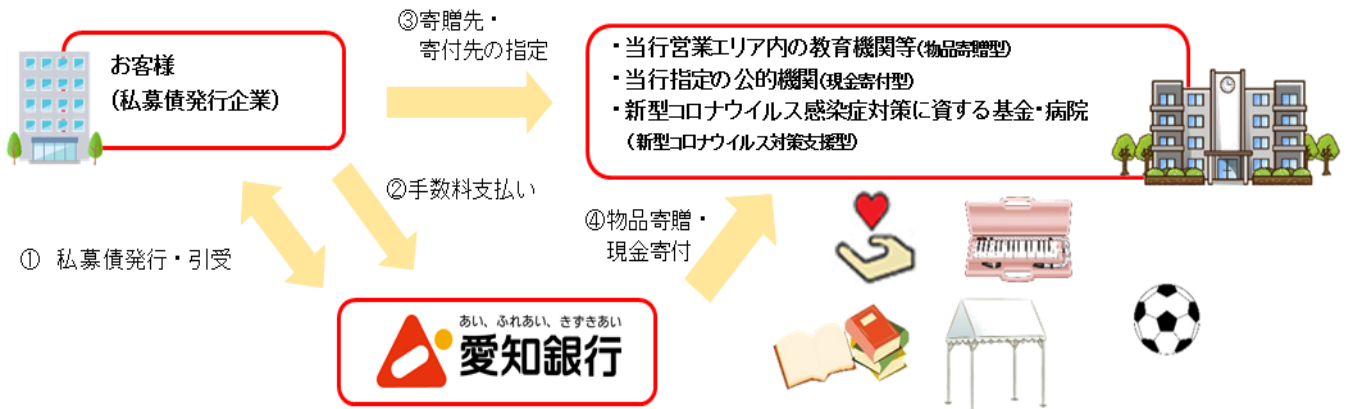 お客様
(私募債発行企業)
③寄贈先・
寄付先の指定
・当行営業エリア内の教育機関等(物品寄贈型)
・当行指定の公的機関(現金寄付型)
・新型コロナウイルス感染症対策に資する基金・病院
(新型コロナウイルス対策支援型)
②手数料支払い
① 私募債発行・引受
④物品寄贈・
現金寄付
あい、ふれあい、きずきあい
愛知銀行